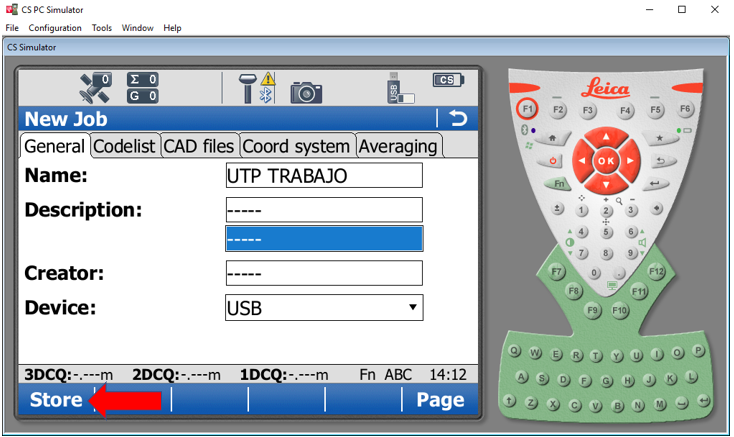 CS PC Simulator
File Configuration Tools Window Help
CS Simulator
0 Σ 0 USB CS
G 0
New Job
General Codelist CAD files Coord system Averaging
Name: UTP TRABAJO
Description: -----
-----
Creator: -----
Device: USB
3DCQ:-.---m 2DCQ:-.---m 1DCQ:-.---m Fn ABC 14:12
Store Page
Leica
F1 F2 F3 F4 F5 F6
OK
Fn
1 2 3
4 5 6
7 8 9
0 .
F7 F12
F8 F11
F9 F10
Q W E R T Y U I O P
A S D F G H J K L
Z X C V B N M